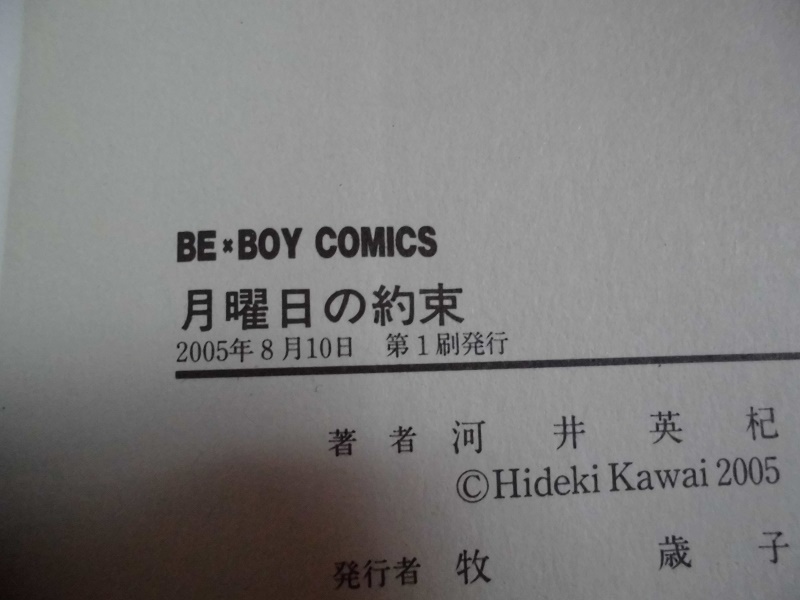 BE×BOY COMICS
月曜日の約束
2005年8月10日　第1刷発行
著者　河井英杞
©Hideki Kawai 2005
発行者　牧　歳子